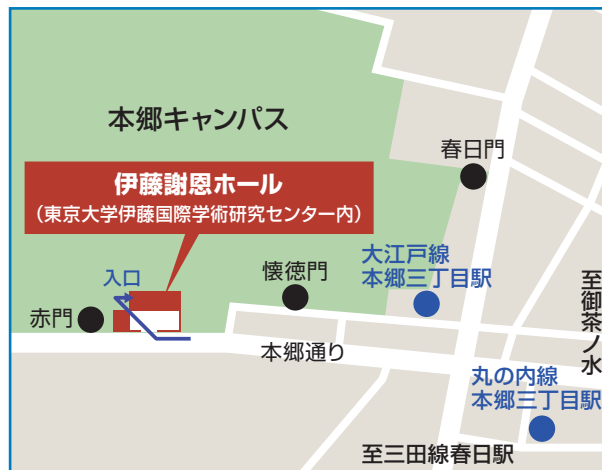 本郷キャンパス
伊藤謝恩ホール
（東京大学伊藤国際学術研究センター内）
春日門
大江戸線
本郷三丁目駅
入口
懐徳門
赤門
本郷通り
至御茶ノ水
丸の内線
本郷三丁目駅
至三田線春日駅